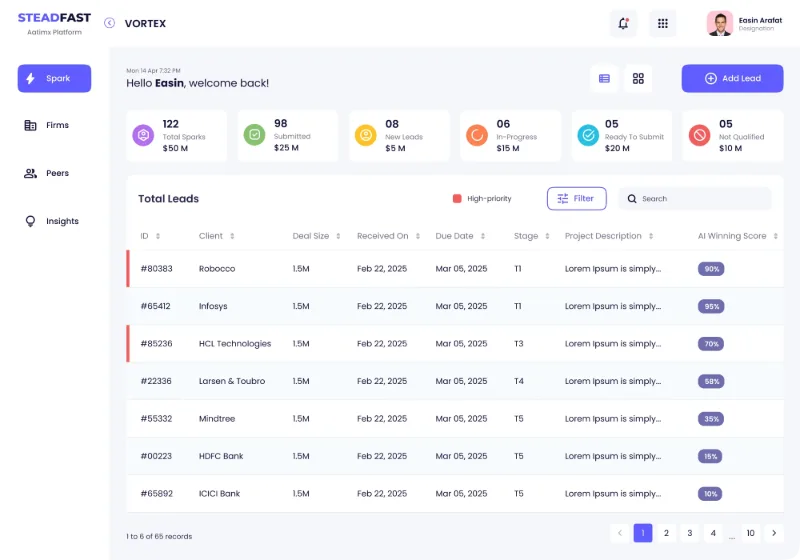 STEADFAST
Aatimx Platform
VORTEX
Easin Arafat
Designation
Spark
Firms
Peers
Insights
Mon 14 Apr 7:32 PM
Hello Easin, welcome back!
Add Lead
122
Total Sparks
$50 M
98
Submitted
$25 M
08
New Leads
$5 M
06
In-Progress
$15 M
05
Ready To Submit
$20 M
05
Not Qualified
$10 M
Total Leads
High-priority
Filter
Search
ID Client Deal Size Received On Due Date Stage Project Description AI Winning Score
#80383 Robocco 1.5M Feb 22, 2025 Mar 05, 2025 T1 Lorem Ipsum is simply... 90%
#65412 Infosys 1.5M Feb 22, 2025 Mar 05, 2025 T1 Lorem Ipsum is simply... 95%
#85236 HCL Technologies 1.5M Feb 22, 2025 Mar 05, 2025 T3 Lorem Ipsum is simply... 70%
#22336 Larsen & Toubro 1.5M Feb 22, 2025 Mar 05, 2025 T4 Lorem Ipsum is simply... 58%
#55332 Mindtree 1.5M Feb 22, 2025 Mar 05, 2025 T5 Lorem Ipsum is simply... 35%
#00223 HDFC Bank 1.5M Feb 22, 2025 Mar 05, 2025 T5 Lorem Ipsum is simply... 15%
#65892 ICICI Bank 1.5M Feb 22, 2025 Mar 05, 2025 T5 Lorem Ipsum is simply... 10%
1 to 6 of 65 records
1 2 3 4 ... 10